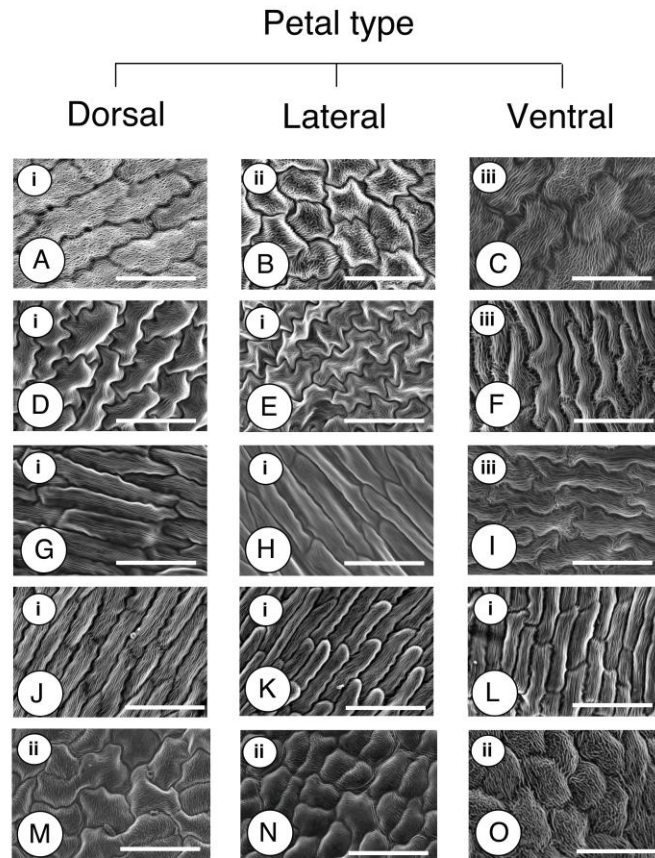 Petal type
Dorsal Lateral Ventral
i ii iii
A B C
i i iii
D E F
i i iii
G H I
i i i
J K L
ii ii ii
M N O